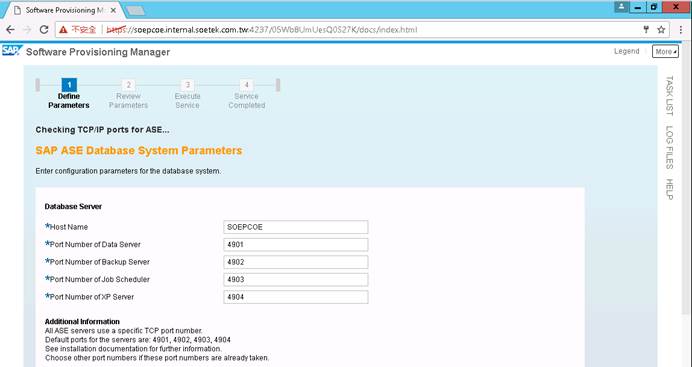 Software Provisioning M
不安全
https://soepcoe.internal.soetek.com.tw:4237/0SWbBUmUesQ0S27K/docs/index.html
SAP Software Provisioning Manager
Legend
More
1
2
3
4
Define Parameters
Review Parameters
Execute Service
Service Completed
Checking TCP/IP ports for ASE...
SAP ASE Database System Parameters
Enter configuration parameters for the database system.
Database Server
*Host Name SOEPCOE
*Port Number of Data Server 4901
*Port Number of Backup Server 4902
*Port Number of Job Scheduler 4903
*Port Number of XP Server 4904
Additional Information
All ASE servers use a specific TCP port number.
Default ports for the servers are: 4901, 4902, 4903, 4904
See installation documentation for further information.
Choose other port numbers if these port numbers are already taken.
TASK LIST
LOG FILES
HELP